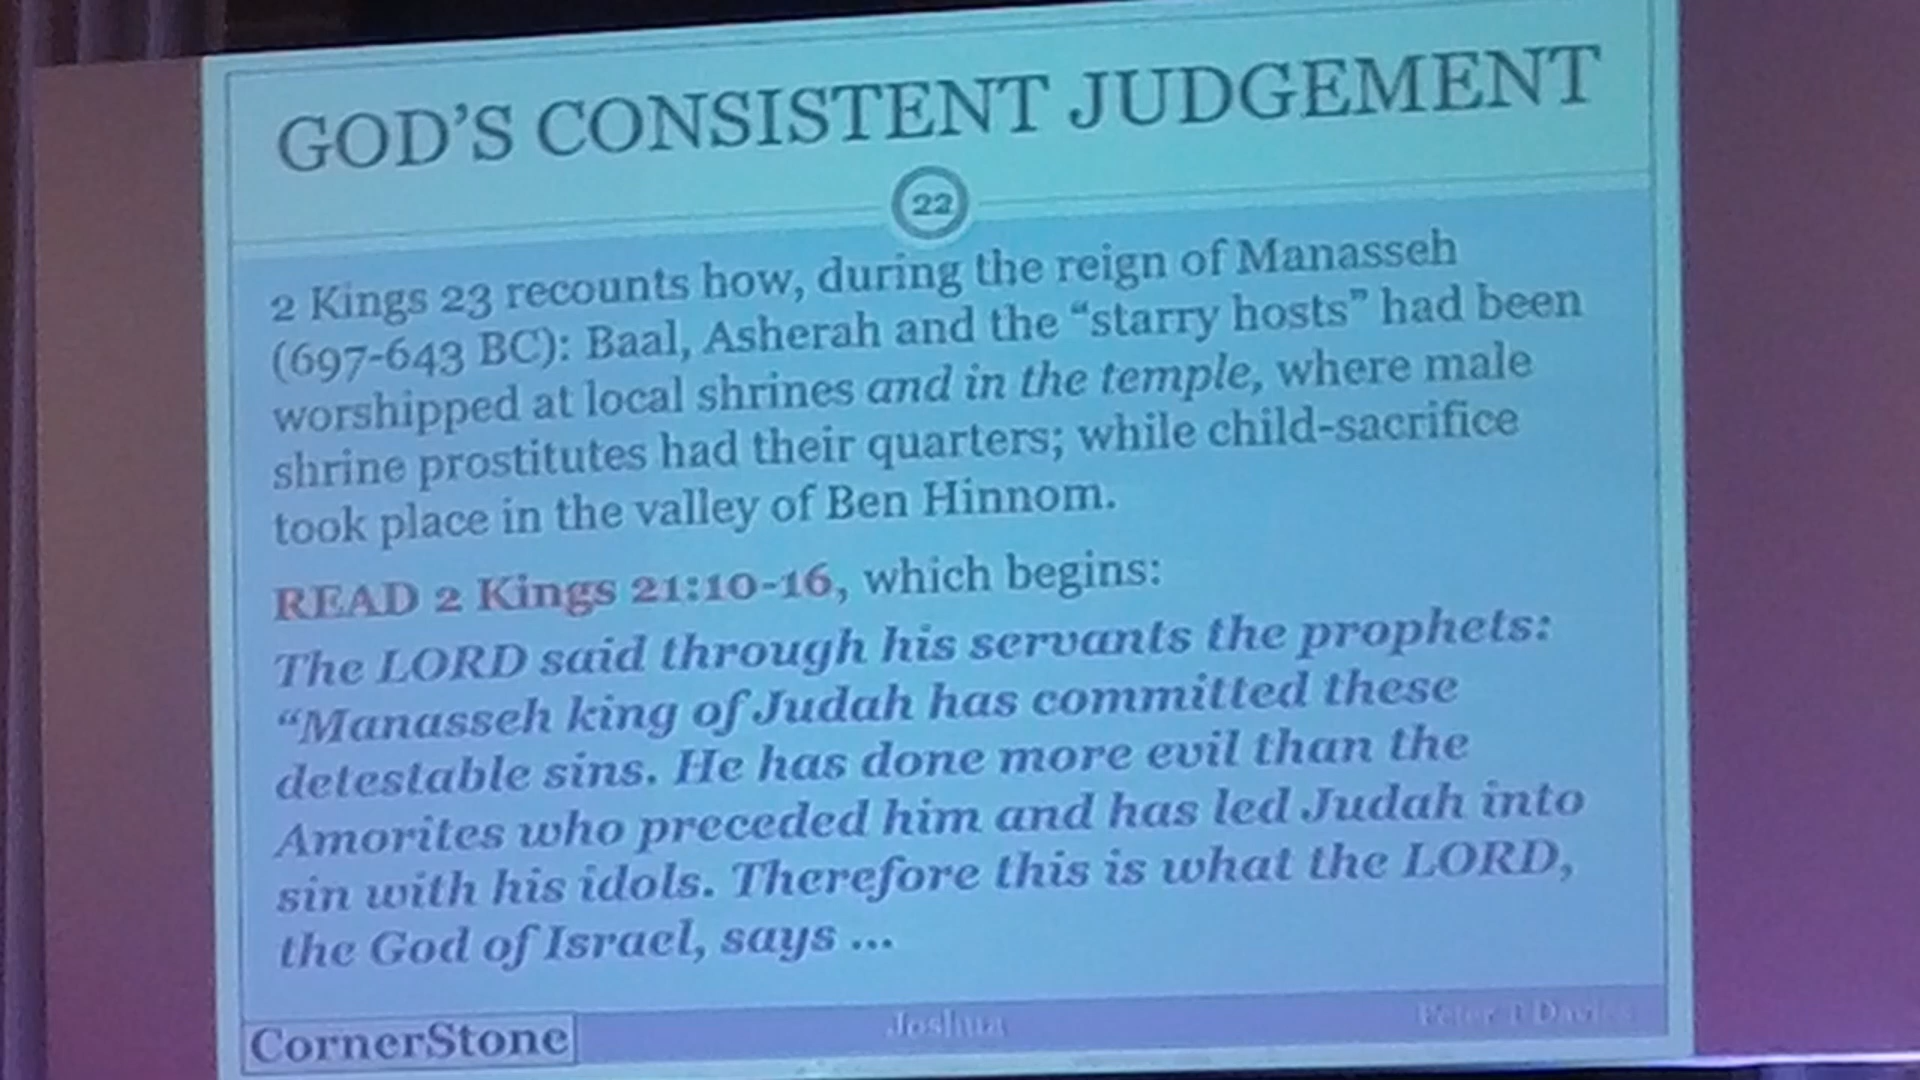 GOD'S CONSISTENT JUDGEMENT
22
2 Kings 23 recounts how, during the reign of Manasseh
(697-643 BC): Baal, Asherah and the “starry hosts” had been
worshipped at local shrines and in the temple, where male
shrine prostitutes had their quarters; while child-sacrifice
took place in the valley of Ben Hinnom.
READ 2 Kings 21:10-16, which begins:
The LORD said through his servants the prophets:
“Manasseh king of Judah has committed these
detestable sins. He has done more evil than the
Amorites who preceded him and has led Judah into
sin with his idols. Therefore this is what the LORD,
the God of Israel, says ...
CornerStone
Joshua
Peter J Davies